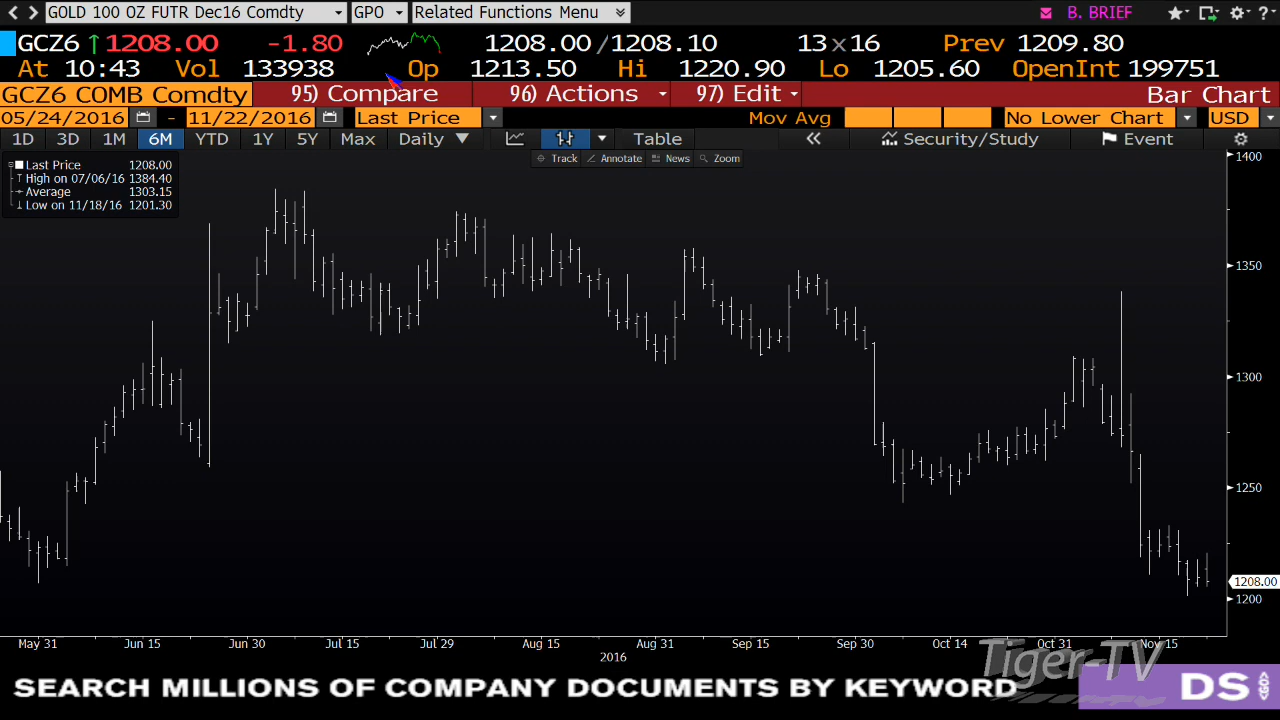 GOLD 100 OZ FUTR Dec16 Comdty GPO Related Functions Menu B. BRIEF ?
GCZ6 ↑1208.00 -1.80 1208.00 /1208.10 13x16 Prev 1209.80
At 10:43 Vol 133938 Op 1213.50 Hi 1220.90 Lo 1205.60 OpenInt 199751
GCZ6 COMB Comdty 95) Compare 96) Actions 97) Edit Bar Chart
05/24/2016 - 11/22/2016 Last Price Mov Avg No Lower Chart USD
1D 3D 1M 6M YTD 1Y 5Y Max Daily ▼ Table « Security/Study Event
Track Annotate News Zoom
Last Price 1208.00
High on 07/06/16 1384.40
Average 1303.15
Low on 11/18/16 1201.30
1400
1350
1300
1250
1208.00
1200
May 31 Jun 15 Jun 30 Jul 15 Jul 29 Aug 15 Aug 31 Sep 15 Sep 30 Oct 14 Oct 31 Nov 15
2016
Tiger-TV
SEARCH MILLIONS OF COMPANY DOCUMENTS BY KEYWORD DS <GO>